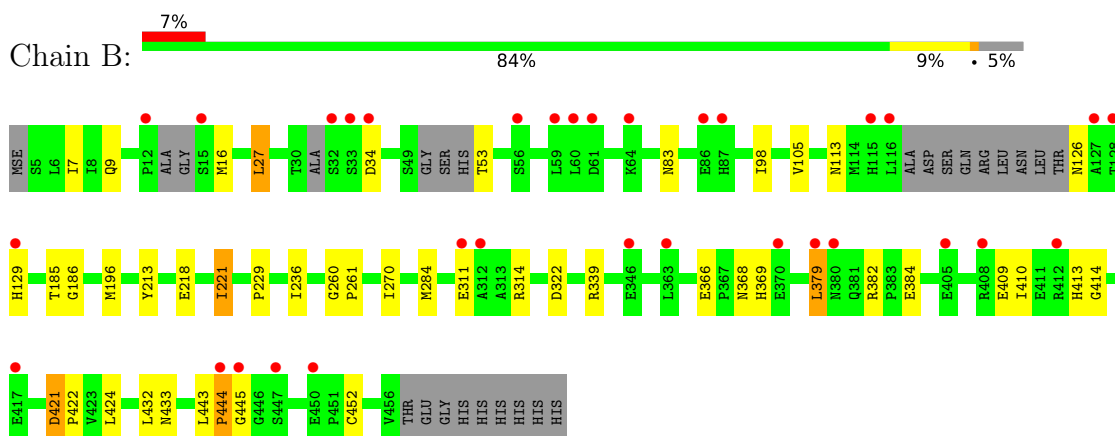 7%
Chain B:
84% 9% • 5%
MSE S5 L6 I7 I8 Q9 P12 ALA GLY S15 M16 L27 T30 ALA S32 S33 D34 S49 GLY SER HIS T53 S56 L59 L60 D61 K64 N83 E86 H87 I98 V105 N113 M114 H115 L116 ALA ASP SER GLN ARG LEU ASN LEU THR N126 A127 T128
H129 T185 G186 M196 Y213 E218 I221 P229 I236 G260 P261 I270 M284 E311 A312 A313 R314 D322 R339 E346 L363 E366 P367 N368 H369 E370 L379 N380 Q381 R382 P383 E384 E405 R408 E409 I410 E411 R412 H413 G414
E417 D421 P422 V423 L424 L432 N433 L443 P444 G445 G446 S447 E450 P451 C452 V456 THR GLU GLY HIS HIS HIS HIS HIS HIS